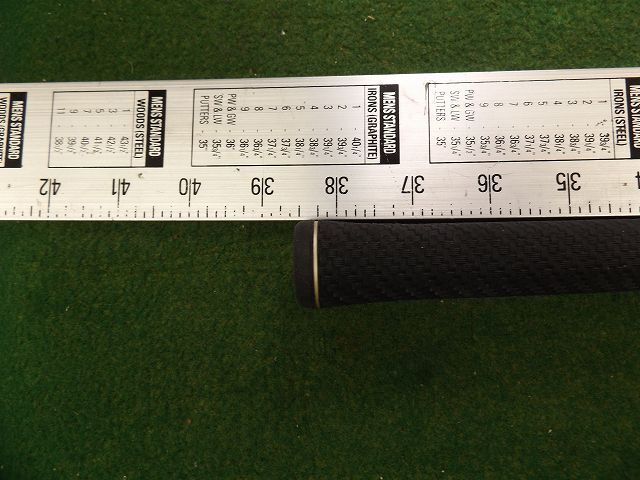 MENS STANDARD
WOODS (GRAPHITE)
MENS STANDARD
WOODS (STEEL)
1 43½"
3 42½"
5 41½"
7 40½"
9 39½"
11 38½"
MENS STANDARD
IRONS (GRAPHITE)
1 40¼"
2 39¾"
3 39¼"
4 38¾"
5 38¼"
6 37¾"
7 37¼"
8 36¾"
9 36¼"
PW & GW 36"
SW & LW 35¾"
PUTTERS 35"
MENS STANDARD
IRONS (STEEL)
1 39¾"
2 39¼"
3 38¾"
4 38¼"
5 37¾"
6 37¼"
7 36¾"
8 36¼"
9 35¾"
PW & GW 35½"
SW & LW 35¼"
PUTTERS 35"
42 41 40 39 38 37 36 35